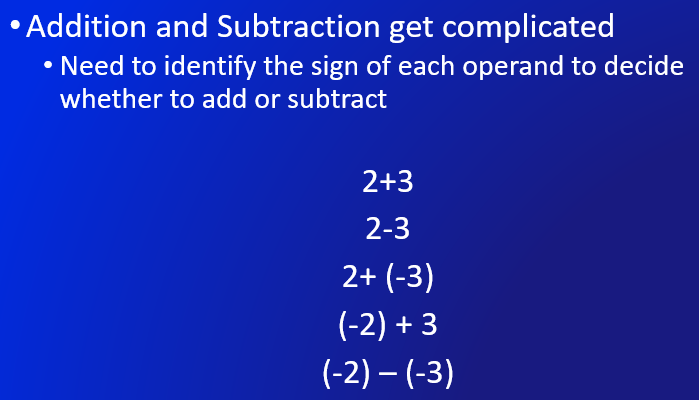 • Addition and Subtraction get complicated
• Need to identify the sign of each operand to decide
whether to add or subtract
2+3
2-3
2+ (-3)
(-2) + 3
(-2) – (-3)